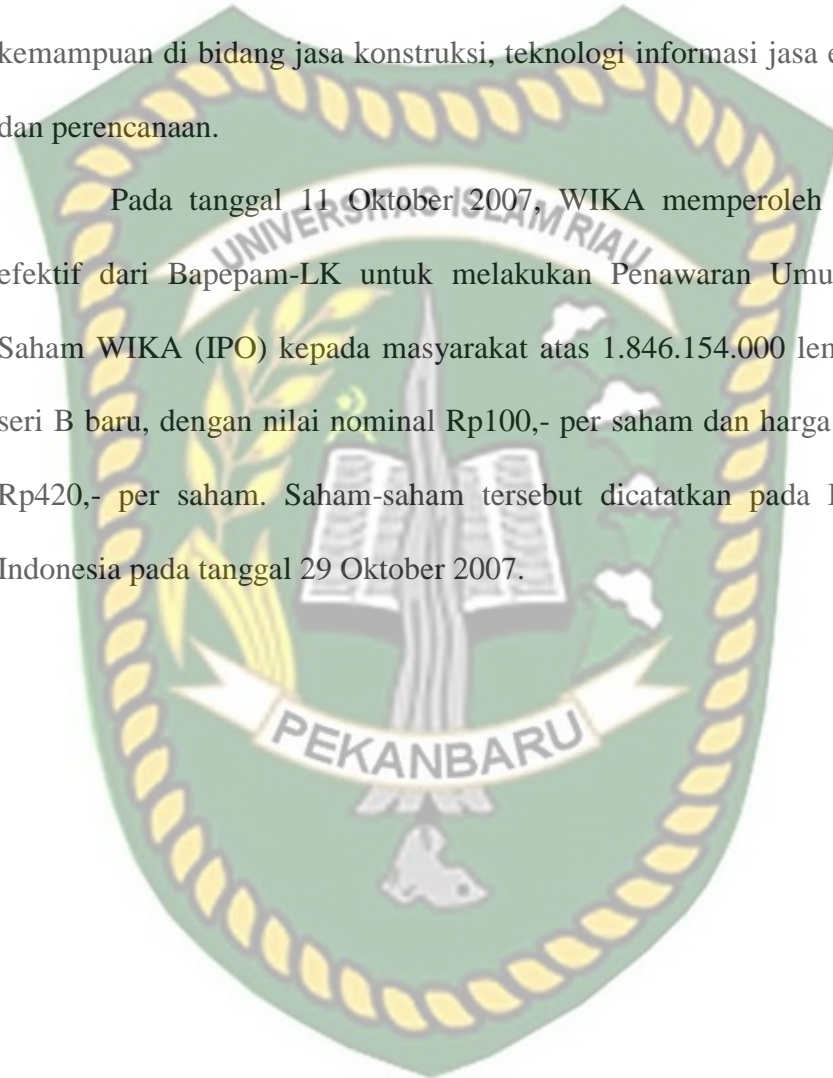 kemampuan di bidang jasa konstruksi, teknologi informasi jasa
dan perencanaan.
Pada tanggal 11 Oktober 2007, WIKA memperoleh
UNIVERSITAS ISLAM RIAU
efektif dari Bapepam-LK untuk melakukan Penawaran
Saham WIKA (IPO) kepada masyarakat atas 1.846.154.000
seri B baru, dengan nilai nominal Rp100,- per saham dan harga
Rp420,- per saham. Saham-saham tersebut dicatatkan pada
Indonesia pada tanggal 29 Oktober 2007.
PEKANBARU